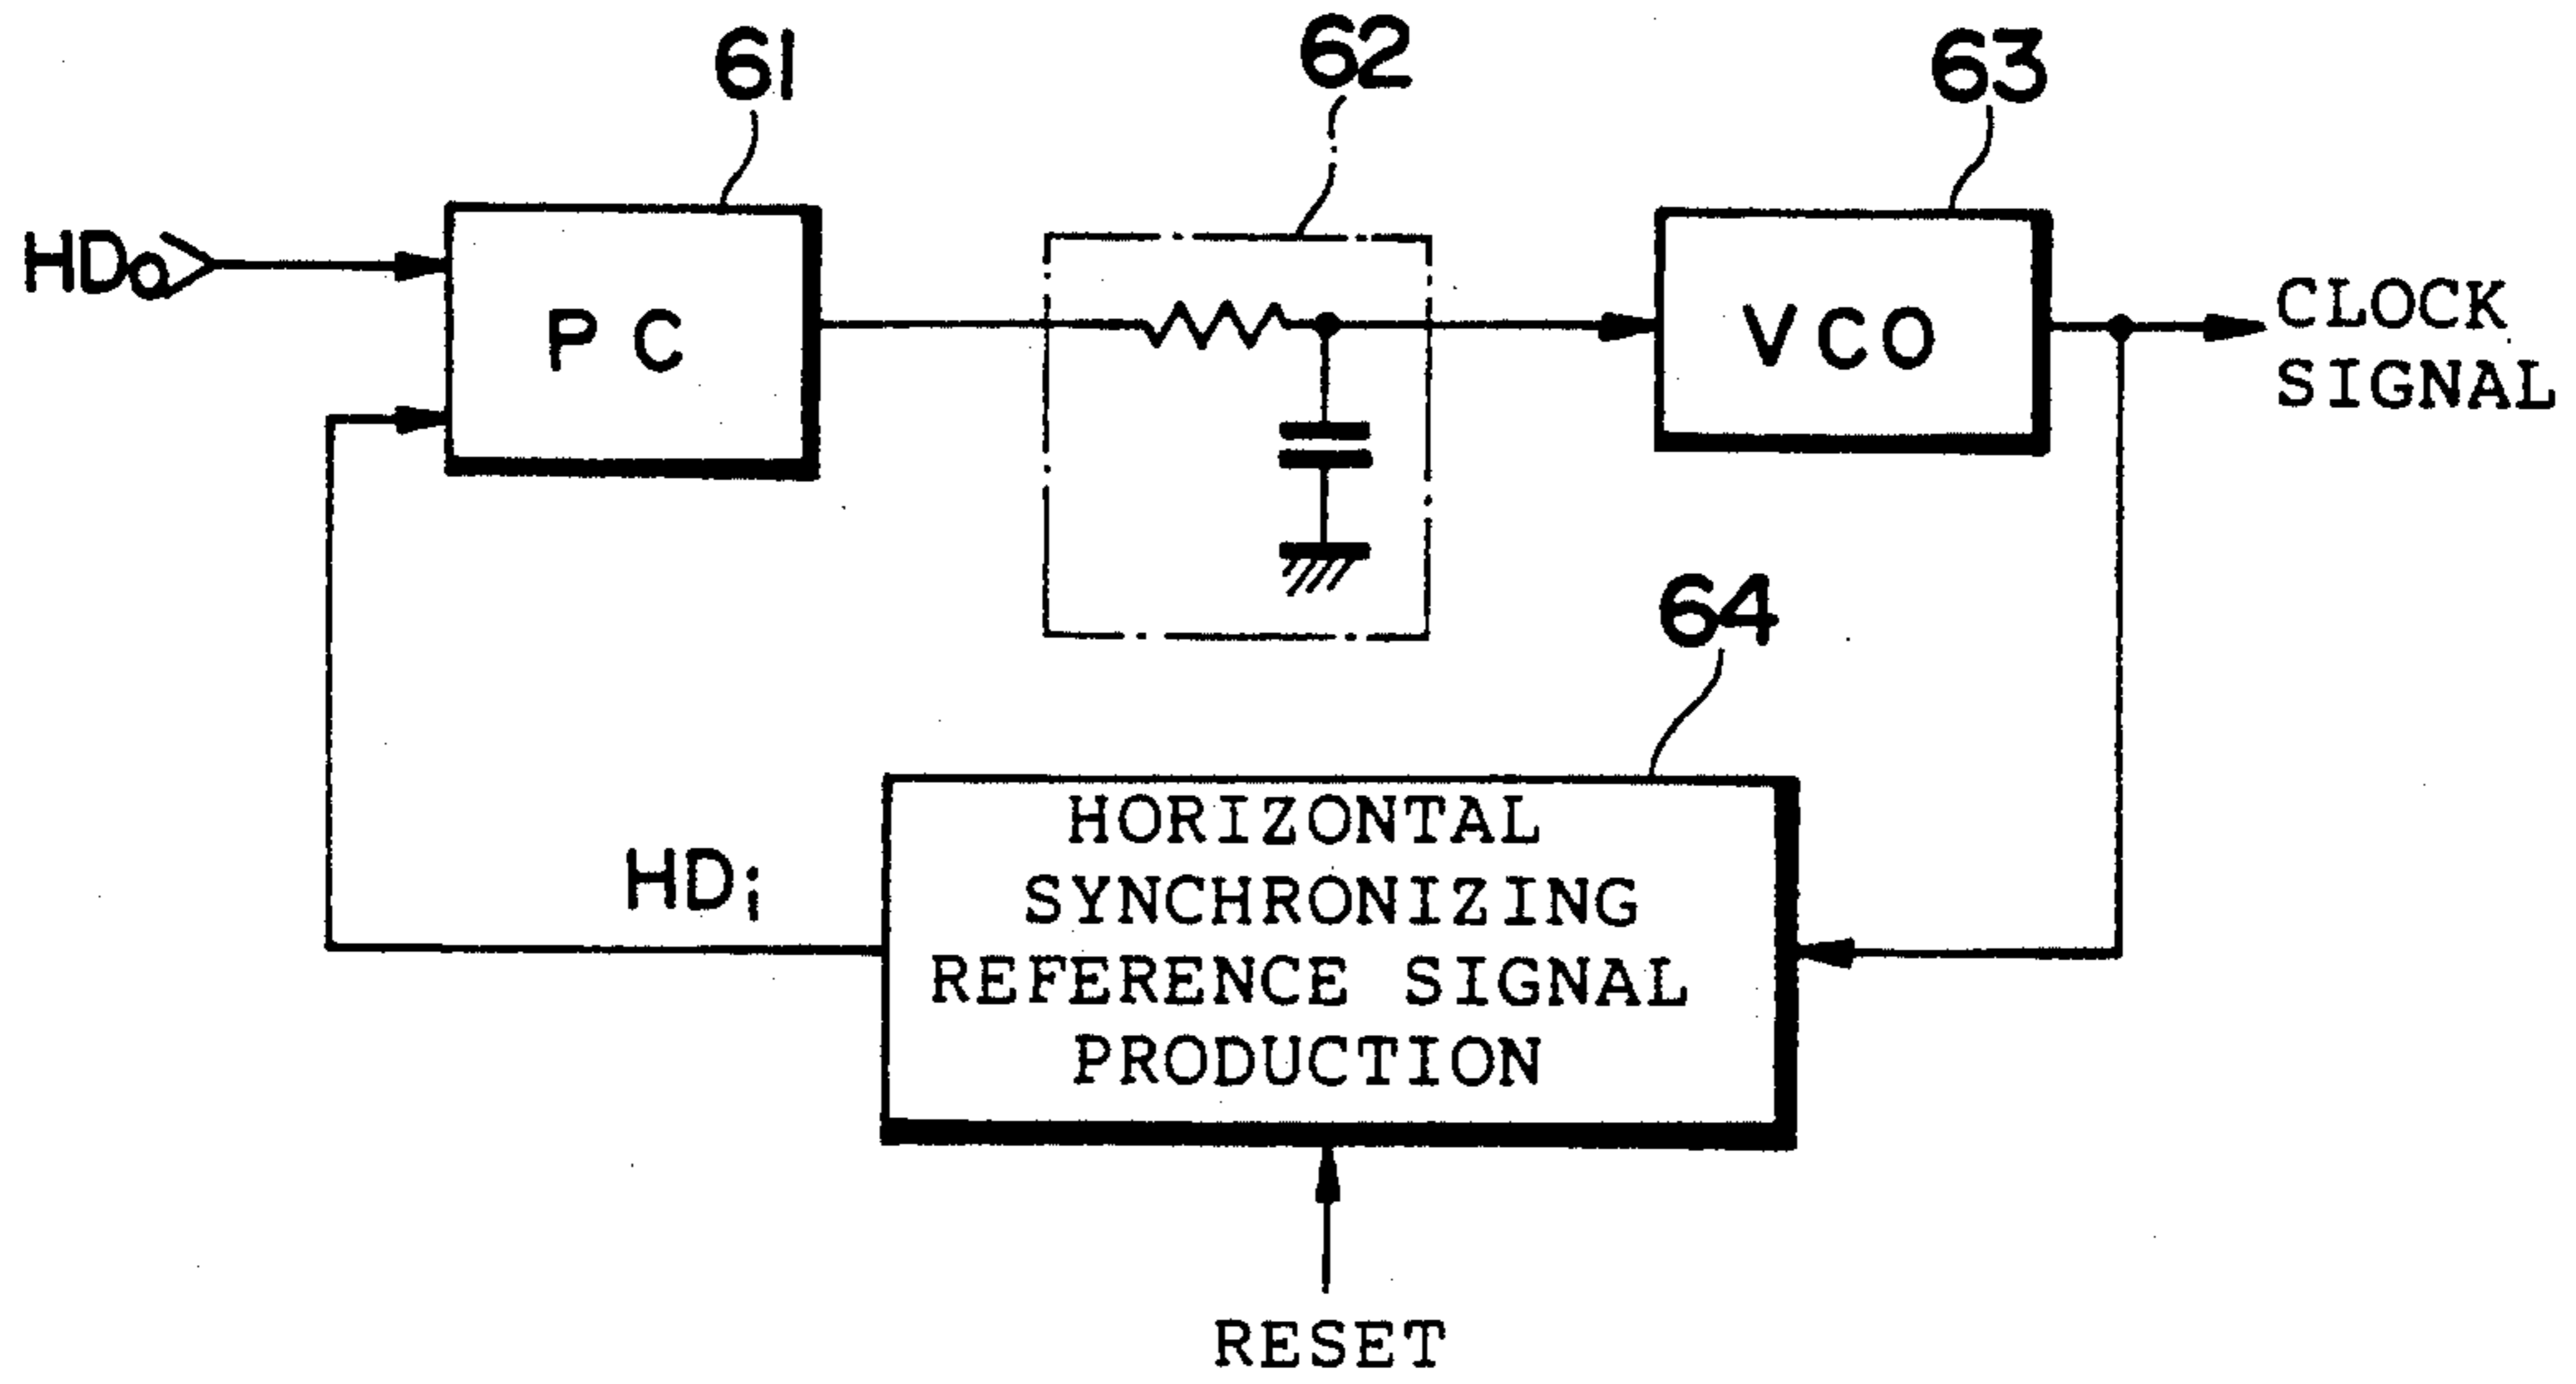 61
62
63
HDo
PC
VCO
CLOCK
SIGNAL
64
HORIZONTAL
SYNCHRONIZING
REFERENCE SIGNAL
PRODUCTION
HDi
RESET